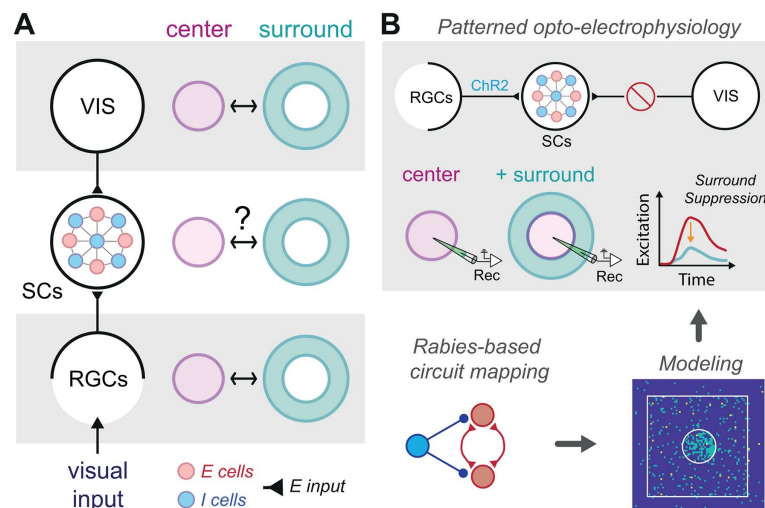 A
center
surround
VIS
?
SCs
RGCs
visual
input
E cells
I cells
E input
B
Patterned opto-electrophysiology
RGCs
ChR2
SCs
VIS
center
+ surround
Rec
Rec
Surround
Suppression
Excitation
Time
Rabies-based
circuit mapping
Modeling